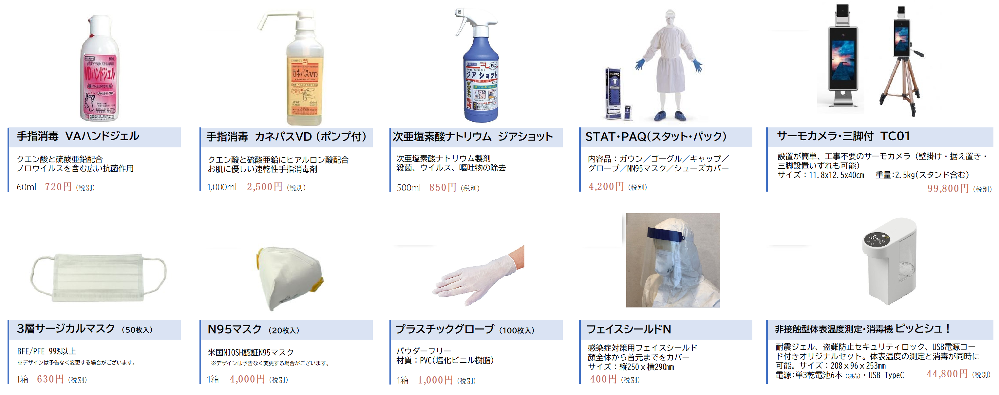 VDハンドジェル
60mL
カネパスVD
KANEPAS VD
ジア ショット
まぜるな
危険
手指消毒 VAハンドジェル
クエン酸と硫酸亜鉛配合
ノロウイルスを含む広い抗菌作用
60ml 720円 (税別)
手指消毒 カネパスVD(ポンプ付)
クエン酸と硫酸亜鉛にヒアルロン酸配合
お肌に優しい速乾性手指消毒剤
1,000ml 2,500円 (税別)
次亜塩素酸ナトリウム ジアショット
次亜塩素酸ナトリウム製剤
殺菌、ウイルス、嘔吐物の除去
500ml 850円 (税別)
STAT・PAQ(スタット・パック)
内容品:ガウン/ゴーグル/キャップ/
グローブ/NN95マスク/シューズカバー
4,200円 (税別)
サーモカメラ・三脚付 TC01
設置が簡単、工事不要のサーモカメラ(壁掛け・据え置き・
三脚設置いずれも可能)
サイズ:11.8x12.5x40cm 重量:2.5kg(スタンド含む)
99,800円 (税別)
3層サージカルマスク (50枚入)
BFE/PFE 99%以上
※デザインは予告なく変更する場合がございます。
1箱 630円 (税別)
N95マスク (20枚入)
米国NIOSH認証N95マスク
※デザインは予告なく変更する場合がございます。
1箱 4,000円 (税別)
プラスチックグローブ (100枚入)
パウダーフリー
材質:PVC(塩化ビニル樹脂)
1箱 1,000円 (税別)
フェイスシールドN
感染症対策用フェイスシールド
顔全体から首元までをカバー
サイズ:縦250x横290mm
400円 (税別)
非接触型体表温度測定・消毒機 ピッとシュ!
耐震ジェル、盗難防止セキュリティロック、USB電源コー
ド付きオリジナルセット。体表温度の測定と消毒が同時に
可能。サイズ:208x96x253mm
電源:単3乾電池6本(別売)・USB TypeC 44,800円 (税別)